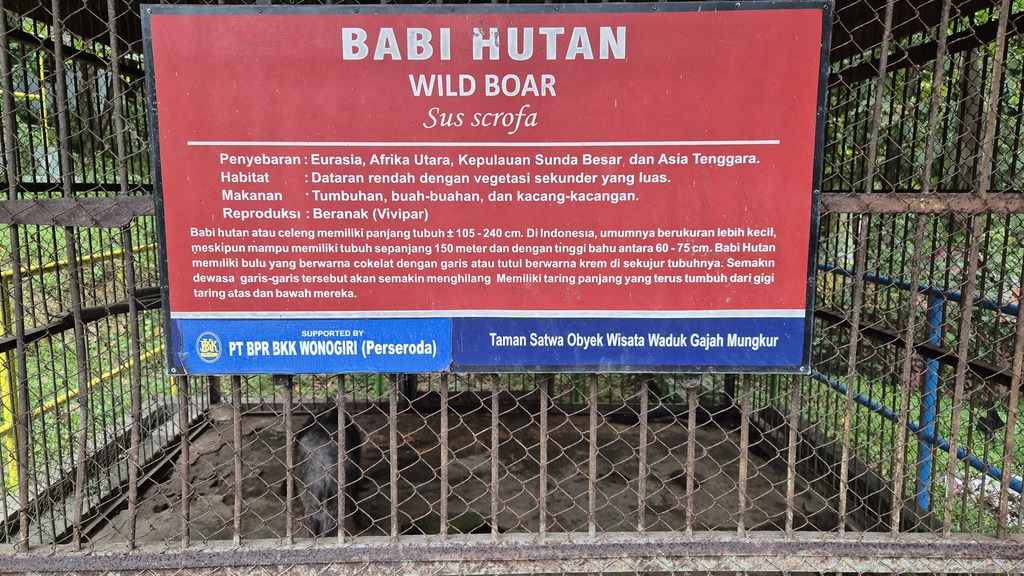 BABI HUTAN
WILD BOAR
Sus scrofa
Penyebaran : Eurasia, Afrika Utara, Kepulauan Sunda Besar, dan Asia Tenggara.
Habitat : Dataran rendah dengan vegetasi sekunder yang luas.
Makanan : Tumbuhan, buah-buahan, dan kacang-kacangan.
Reproduksi : Beranak (Vivipar)
Babi hutan atau celeng memiliki panjang tubuh ± 105 - 240 cm. Di Indonesia, umumnya berukuran lebih kecil,
meskipun mampu memiliki tubuh sepanjang 150 meter dan dengan tinggi bahu antara 60 - 75 cm. Babi Hutan
memiliki bulu yang berwarna cokelat dengan garis atau tutul berwarna krem di sekujur tubuhnya. Semakin
dewasa garis-garis tersebut akan semakin menghilang Memiliki taring panjang yang terus tumbuh dari gigi
taring atas dan bawah mereka.
SUPPORTED BY
PT BPR BKK WONOGIRI (Perseroda)
Taman Satwa Obyek Wisata Waduk Gajah Mungkur